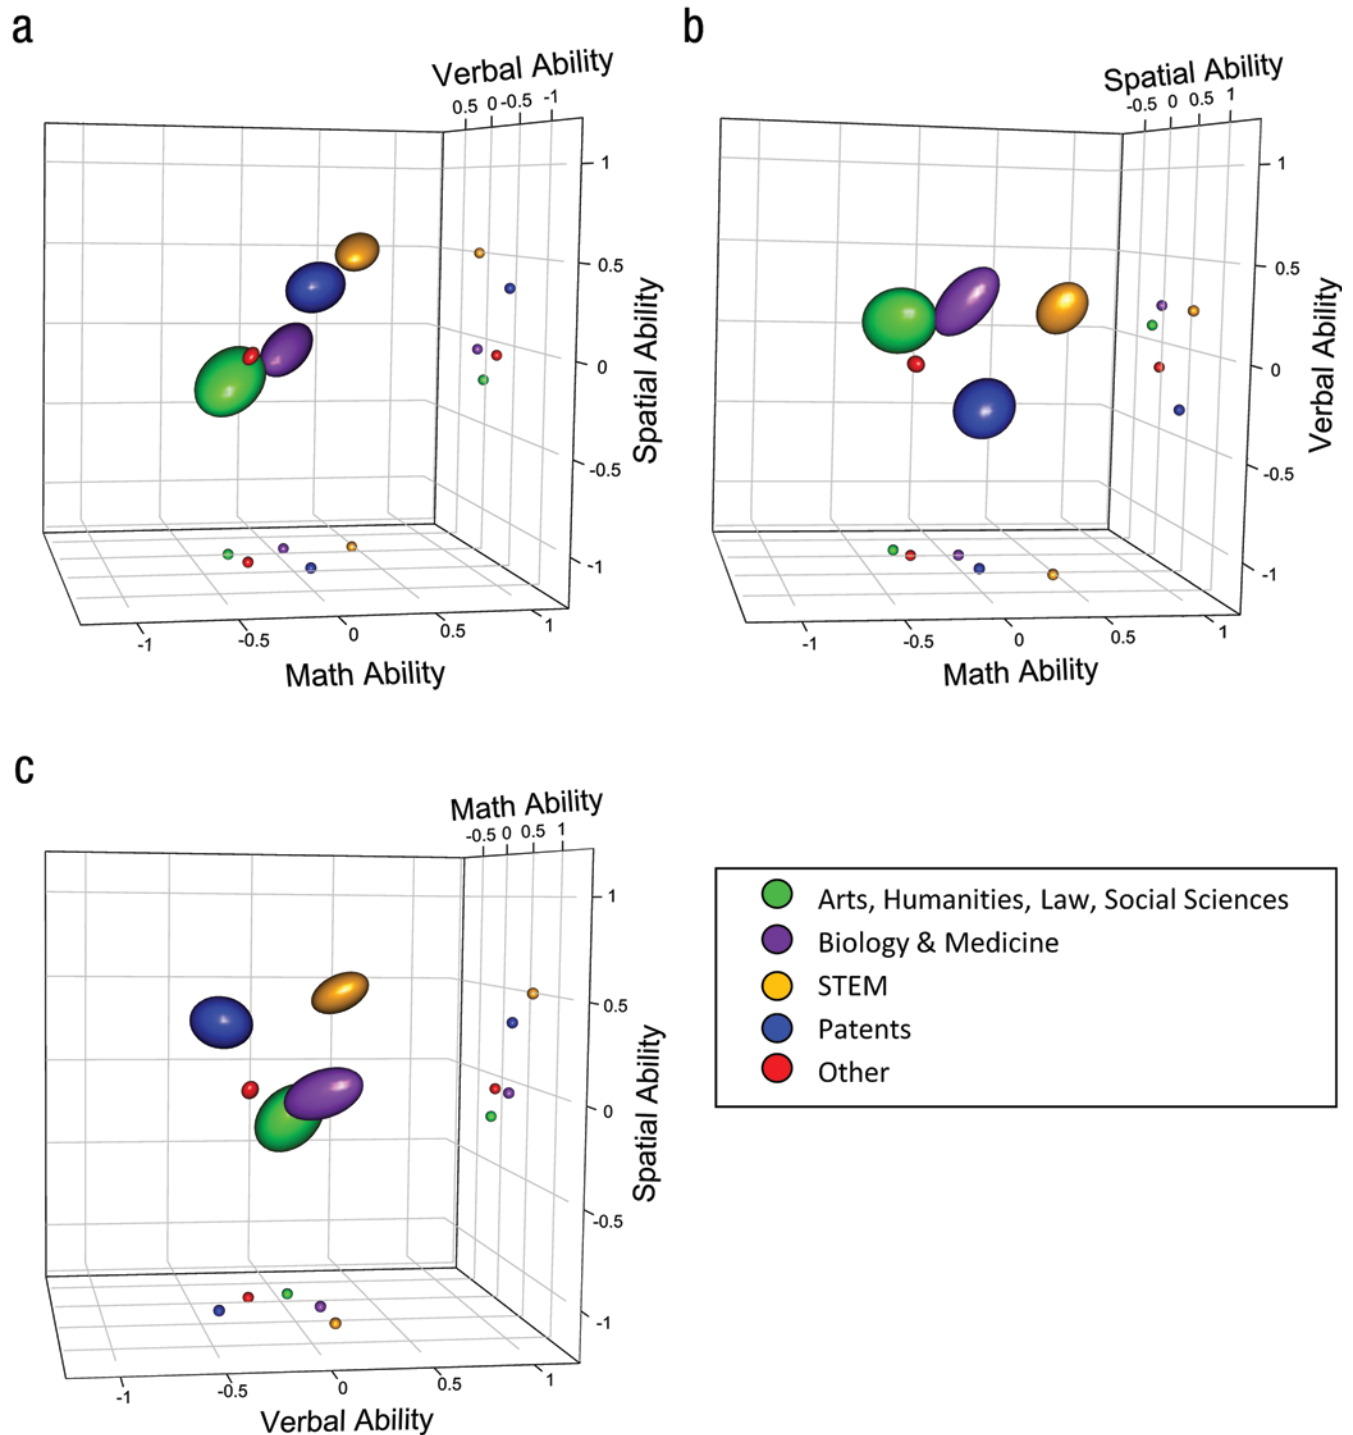 a
Verbal Ability
0.5 0 -0.5 -1
1
0.5
0
-0.5
-1
Spatial Ability
-1 -0.5 0 0.5 1
Math Ability
b
Spatial Ability
-0.5 0 0.5 1
1
0.5
0
-0.5
-1
Verbal Ability
-1 -0.5 0 0.5 1
Math Ability
c
Math Ability
-0.5 0 0.5 1
1
0.5
0
-0.5
-1
Spatial Ability
-1 -0.5 0 0.5 1
Verbal Ability
Arts, Humanities, Law, Social Sciences
Biology & Medicine
STEM
Patents
Other